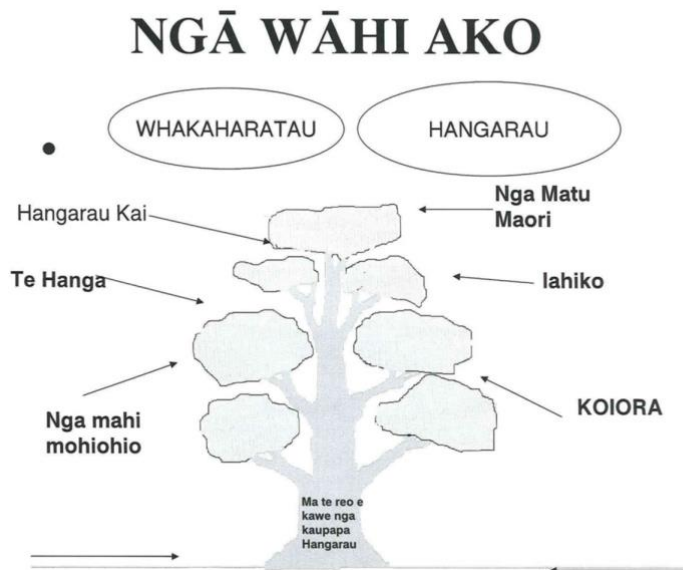 NGĀ WĀHI AKO
WHAKAHARATAU
HANGARAU
Nga Matu
Maori
Hangarau Kai
Te Hanga
Iahiko
KOIORA
Nga mahi
mohiohio
Ma te reo e
kawe nga
kaupapa
Hangarau